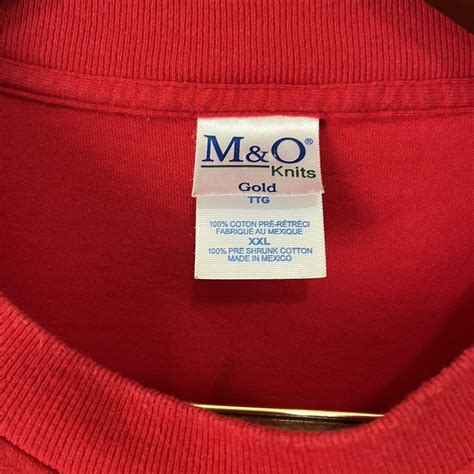 M&O®
Knits
Gold
TTG
100% COTON PRÉ-RÉTRÉCI
FABRIQUÉ AU MEXIQUE
XXL
100% PRE SHRUNK COTTON
MADE IN MEXICO